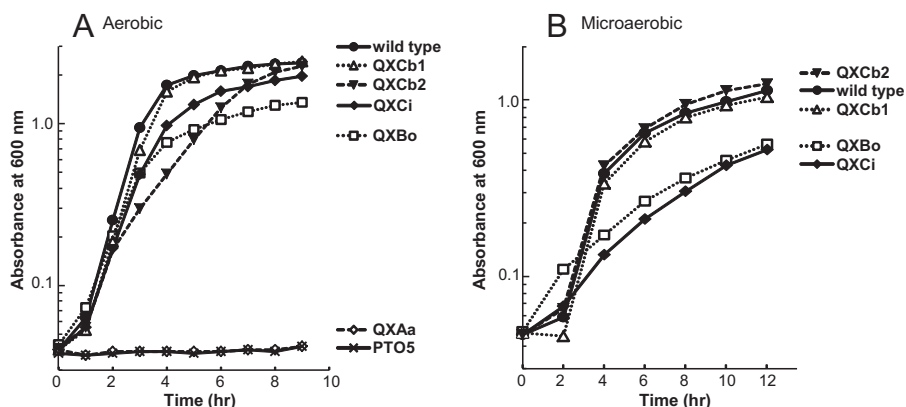 A Aerobic
Absorbance at 600 nm
1.0
0.1
0 2 4 6 8 10
Time (hr)
wild type
QXCb1
QXCb2
QXCi
QXBo
QXAa
PTO5
B Microaerobic
Absorbance at 600 nm
1.0
0.1
0 2 4 6 8 10 12
Time (hr)
QXCb2
wild type
QXCb1
QXBo
QXCi